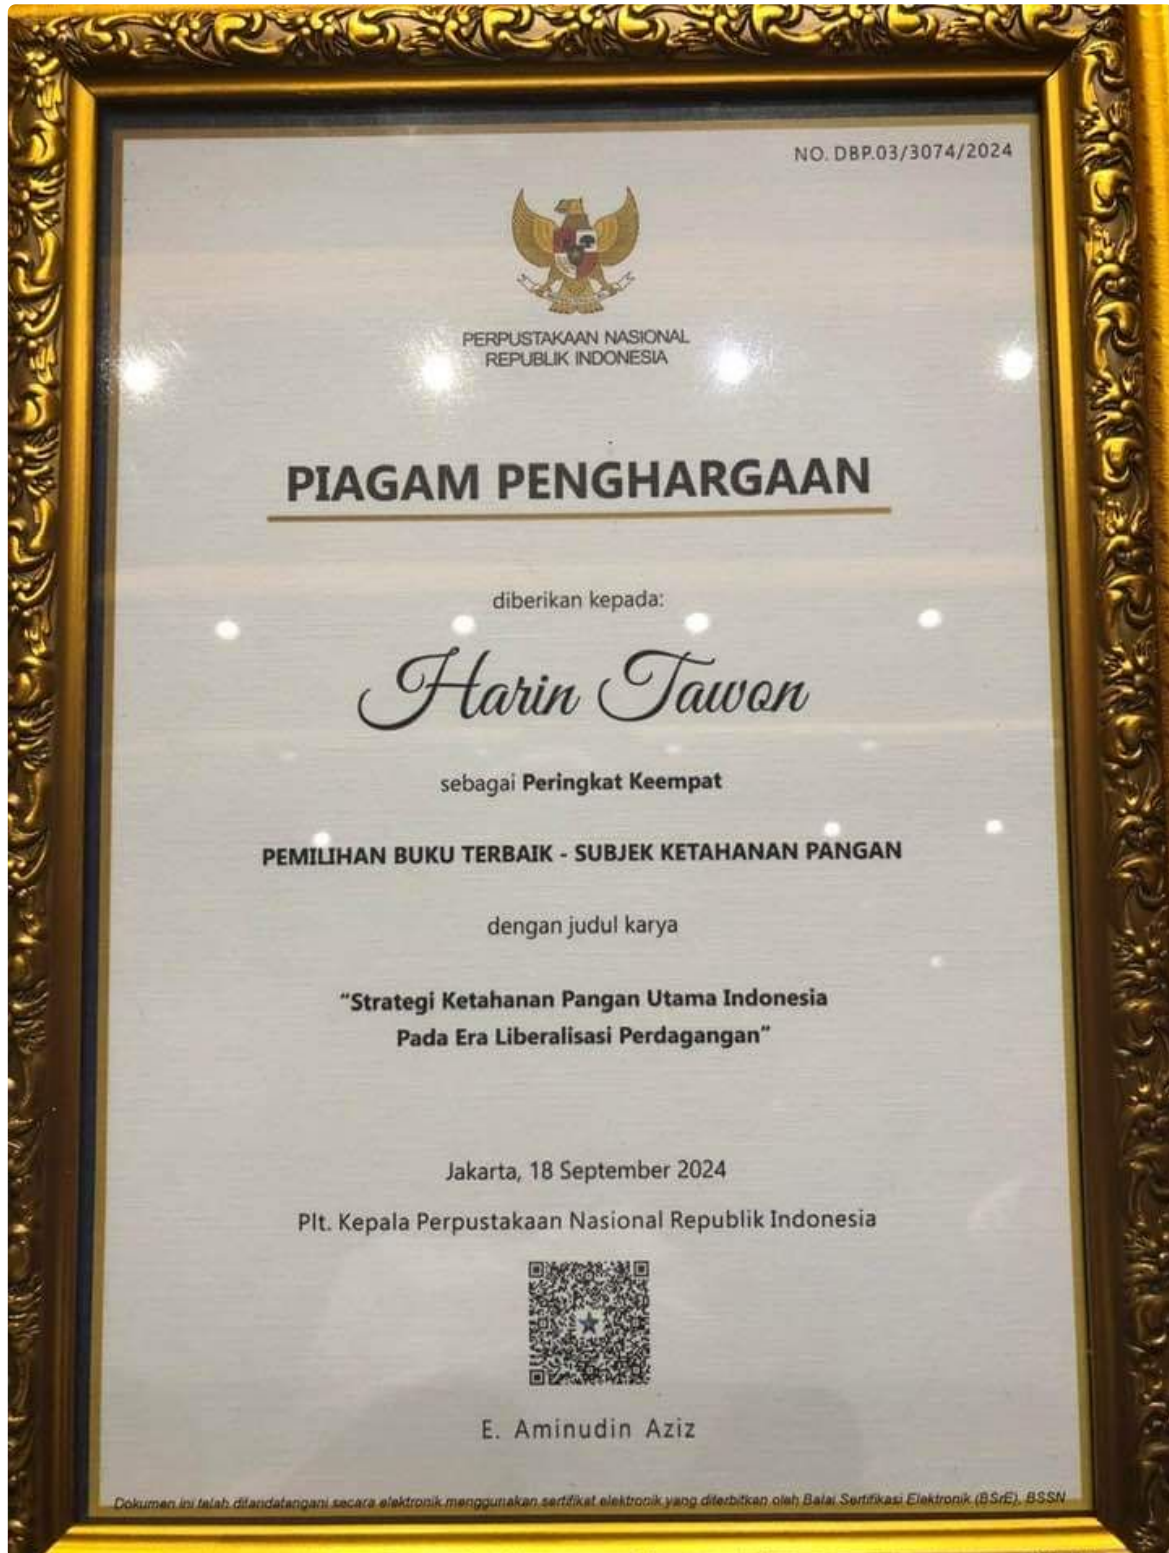 NO. DBP.03/3074/2024
PERPUSTAKAAN NASIONAL
REPUBLIK INDONESIA
PIAGAM PENGHARGAAN
diberikan kepada:
Harin Tawon
sebagai Peringkat Keempat
PEMILIHAN BUKU TERBAIK - SUBJEK KETAHANAN PANGAN
dengan judul karya
“Strategi Ketahanan Pangan Utama Indonesia
Pada Era Liberalisasi Perdagangan”
Jakarta, 18 September 2024
Plt. Kepala Perpustakaan Nasional Republik Indonesia
E. Aminudin Aziz
Dokumen ini telah ditandatangani secara elektronik menggunakan sertifikat elektronik yang diterbitkan oleh Balai Sertifikasi Elektronik (BSrE), BSSN